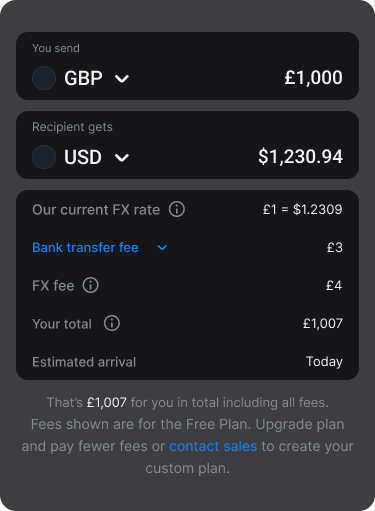 You send
GBP £1,000
Recipient gets
USD $1,230.94
Our current FX rate £1 = $1.2309
Bank transfer fee £3
FX fee £4
Your total £1,007
Estimated arrival Today
That's £1,007 for you in total including all fees.
Fees shown are for the Free Plan. Upgrade plan
and pay fewer fees or contact sales to create your
custom plan.